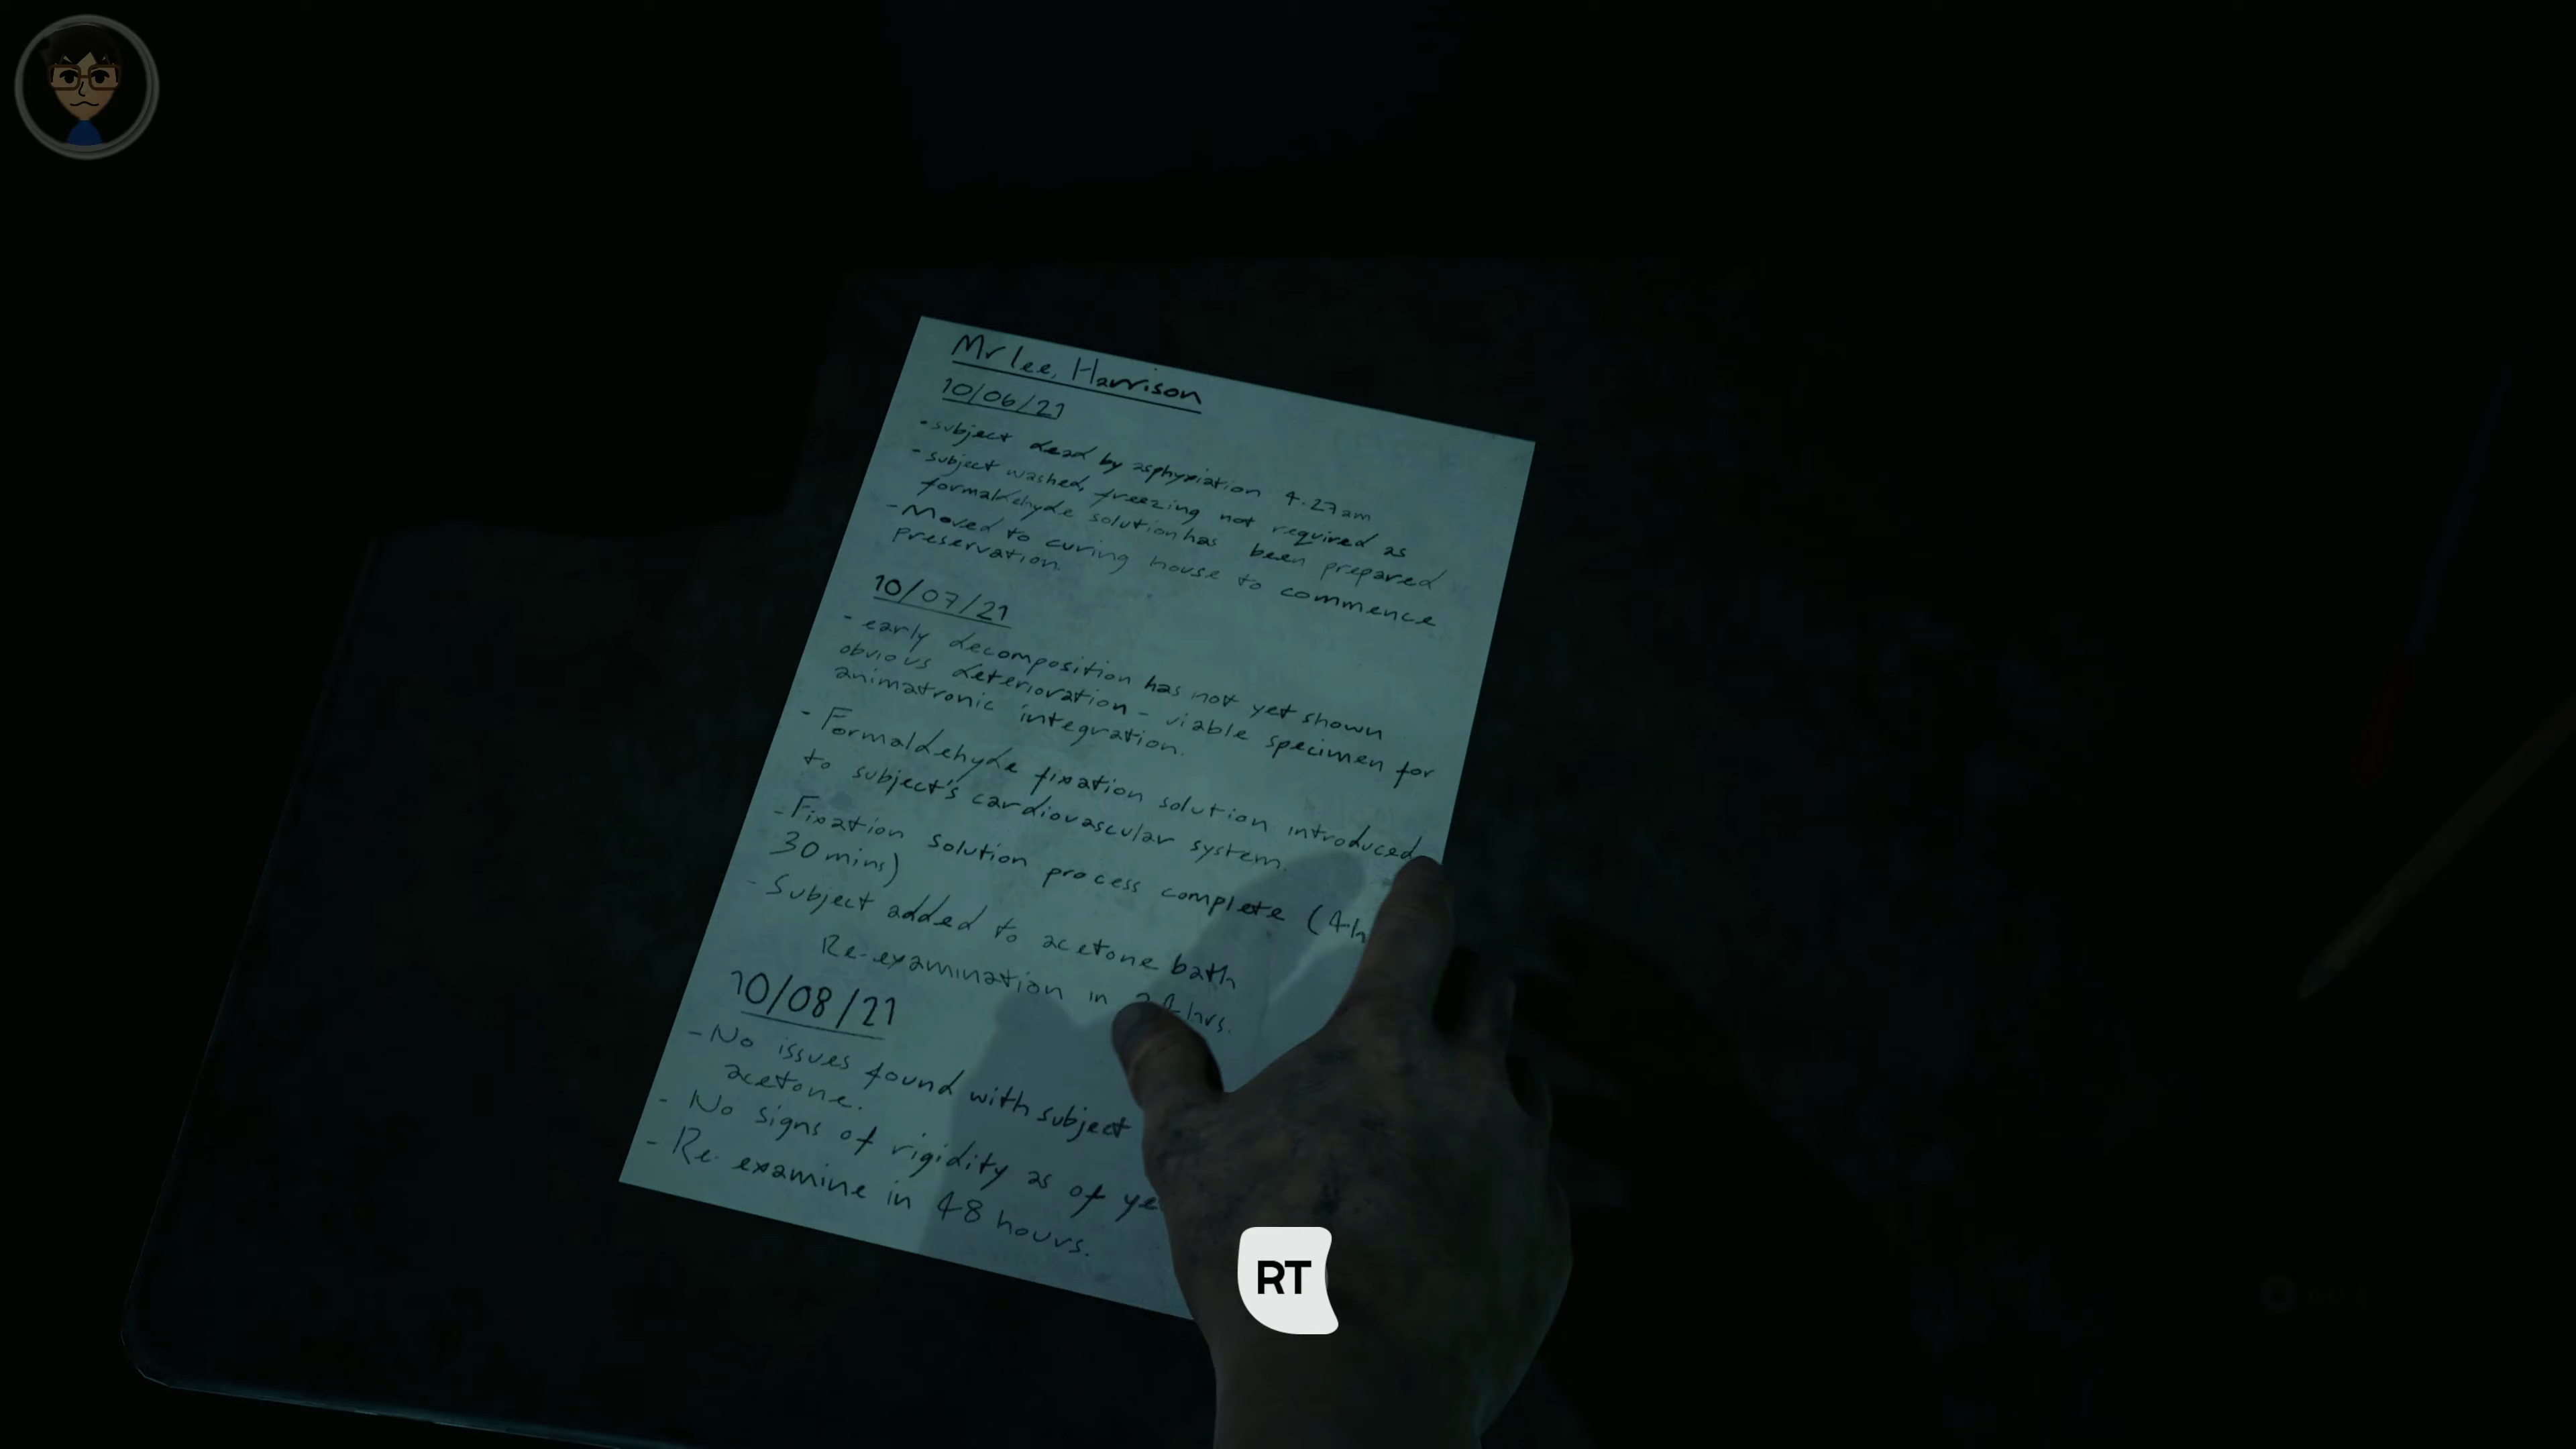 Mr lee, Harrison
10/06/21
- subject dead by asphyxiation 4.27am
- subject washed, freezing not required as
formaldehyde solution has been prepared
- Moved to curing house to commence
preservation.
10/07/21
- early decomposition has not yet shown
obvious deterioration - viable specimen for
animatronic integration.
- Formaldehyde fixation solution introduced
to subject's cardiovascular system.
- Fixation solution process complete (4h
30 mins)
- Subject added to acetone bath
Re-examination in 24hrs.
10/08/21
- No issues found with subject
acetone.
- No signs of rigidity as of ye
- Re-examine in 48 hours.
RT